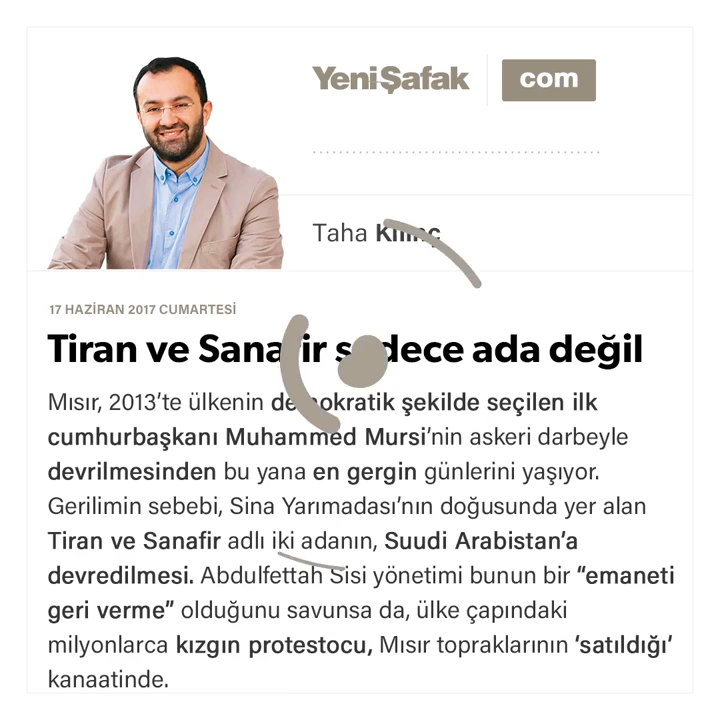 YeniŞafak com
Taha Kılınç
17 HAZİRAN 2017 CUMARTESİ
Tiran ve Sanafir sadece ada değil
Mısır, 2013’te ülkenin demokratik şekilde seçilen ilk
cumhurbaşkanı Muhammed Mursi’nin askeri darbeyle
devrilmesinden bu yana en gergin günlerini yaşıyor.
Gerilimin sebebi, Sina Yarımadası’nın doğusunda yer alan
Tiran ve Sanafir adlı iki adanın, Suudi Arabistan’a
devredilmesi. Abdulfettah Sisi yönetimi bunun bir “emaneti
geri verme” olduğunu savunsa da, ülke çapındaki
milyonlarca kızgın protestocu, Mısır topraklarının ‘satıldığı’
kanaatinde.